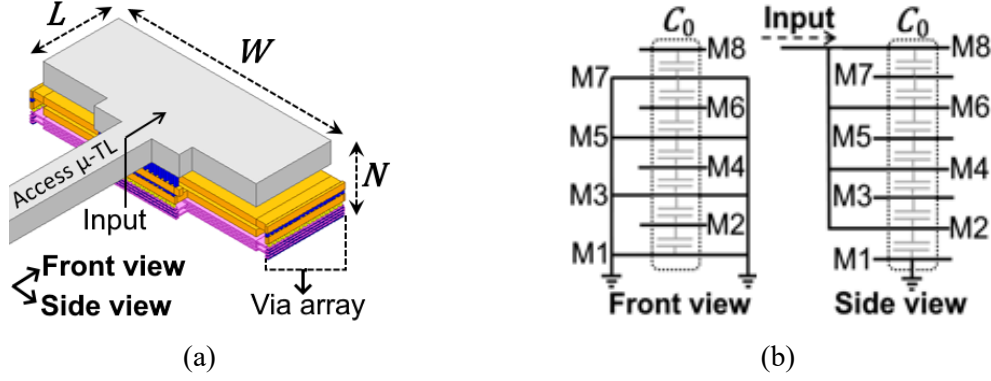 L
W
N
Access μ-TL
Input
Front view
Side view
Via array
(a)
C₀
M8
M7
M6
M5
M4
M3
M2
M1
Front view
Input
C₀
M8
M7
M6
M5
M4
M3
M2
M1
Side view
(b)